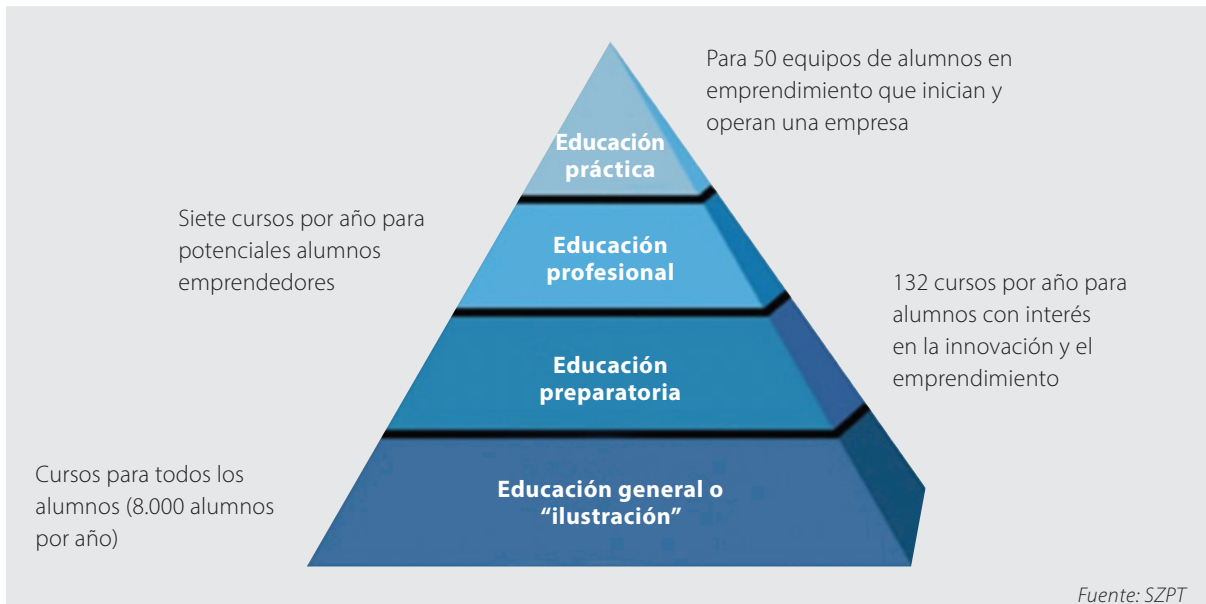 Para 50 equipos de alumnos en
emprendimiento que inician y
operan una empresa
Educación
práctica
Siete cursos por año para
potenciales alumnos
emprendedores
Educación
profesional
132 cursos por año para
alumnos con interés
en la innovación y el
emprendimiento
Educación
preparatoria
Cursos para todos los
alumnos (8.000 alumnos
por año)
Educación general o
“ilustración”
Fuente: SZPT